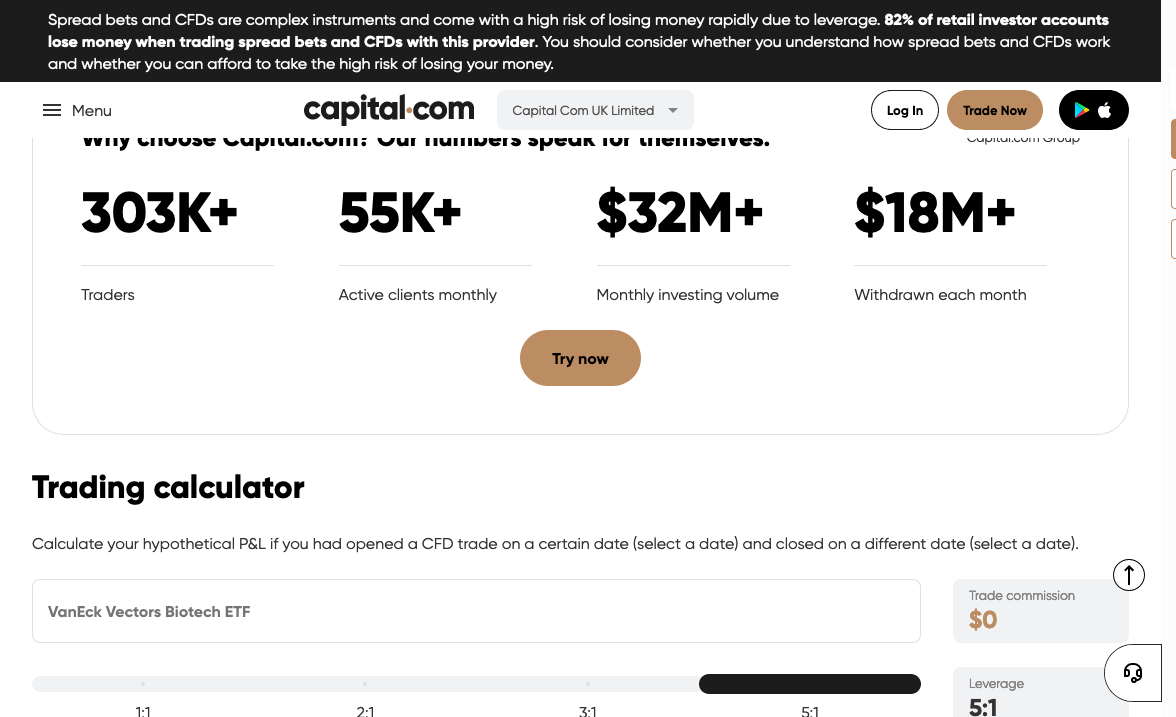 Spread bets and CFDs are complex instruments and come with a high risk of losing money rapidly due to leverage. 82% of retail investor accounts
lose money when trading spread bets and CFDs with this provider. You should consider whether you understand how spread bets and CFDs work
and whether you can afford to take the high risk of losing your money.
Menu
capital.com
Capital Com UK Limited
Log In
Trade Now
Why choose Capital.com? Our numbers speak for themselves.
Capital.com Group
303K+
55K+
$32M+
$18M+
Traders
Active clients monthly
Monthly investing volume
Withdrawn each month
Try now
Trading calculator
Calculate your hypothetical P&L if you had opened a CFD trade on a certain date (select a date) and closed on a different date (select a date).
VanEck Vectors Biotech ETF
Trade commission
$0
Leverage
5:1
1:1
2:1
3:1
5:1